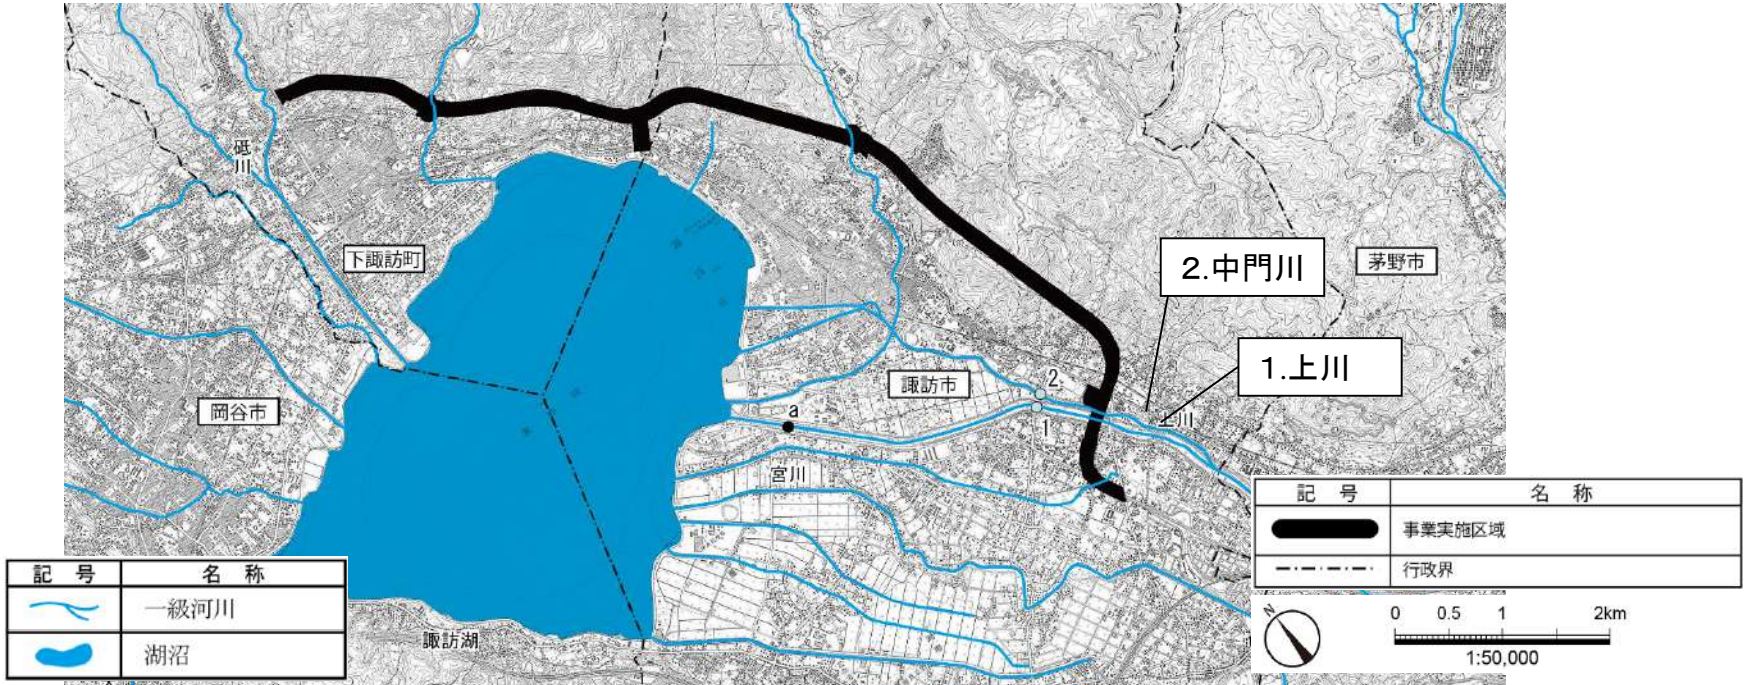 砥川
下諏訪町
2.中門川
茅野市
1.上川
諏訪市
2
岡谷市
a
1
上川
宮川
諏訪湖
記 号
名 称
事業実施区域
行政界
記 号
名 称
一級河川
湖沼
N
0 0.5 1 2km
1:50,000